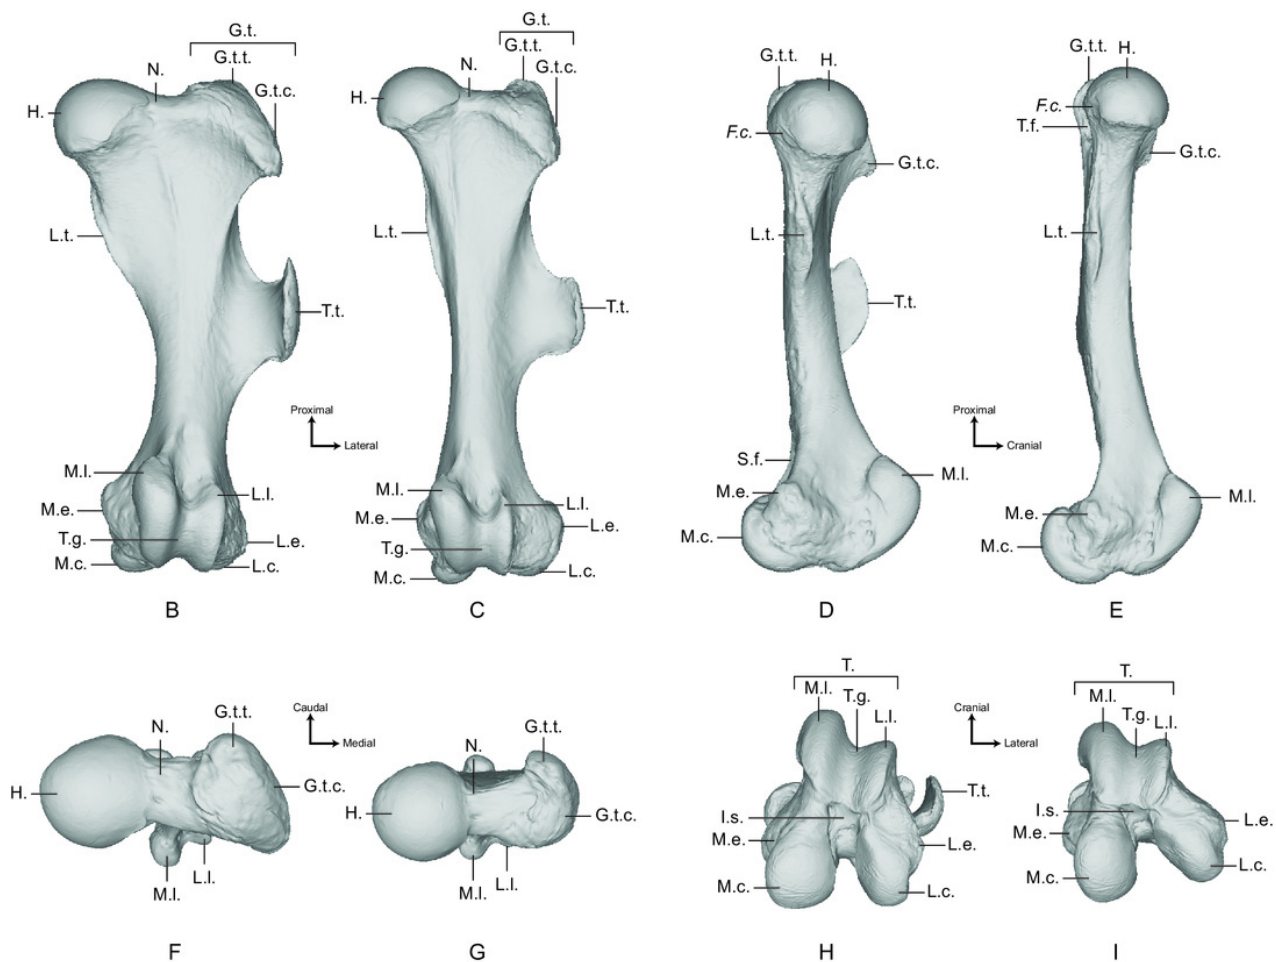 G.t.
G.t.t.
N.
G.t.c.
H.
L.t.
T.t.
M.l.
L.l.
M.e.
T.g.
L.e.
M.c.
L.c.
B
Proximal
Lateral
G.t.
G.t.t.
N.
G.t.c.
H.
L.t.
T.t.
M.l.
L.l.
M.e.
L.e.
T.g.
L.c.
M.c.
C
G.t.t.
H.
F.c.
G.t.c.
L.t.
T.t.
S.f.
M.l.
M.e.
M.c.
D
Proximal
Cranial
G.t.t.
H.
F.c.
T.f.
G.t.c.
L.t.
M.l.
M.e.
M.c.
E
N.
G.t.t.
H.
G.t.c.
L.l.
M.l.
F
Caudal
Medial
N.
G.t.t.
H.
G.t.c.
L.l.
M.l.
G
T.
M.l.
T.g.
L.l.
T.t.
I.s.
M.e.
L.e.
M.c.
L.c.
H
Cranial
Lateral
T.
M.l.
T.g.
L.l.
I.s.
L.e.
M.e.
L.c.
M.c.
I